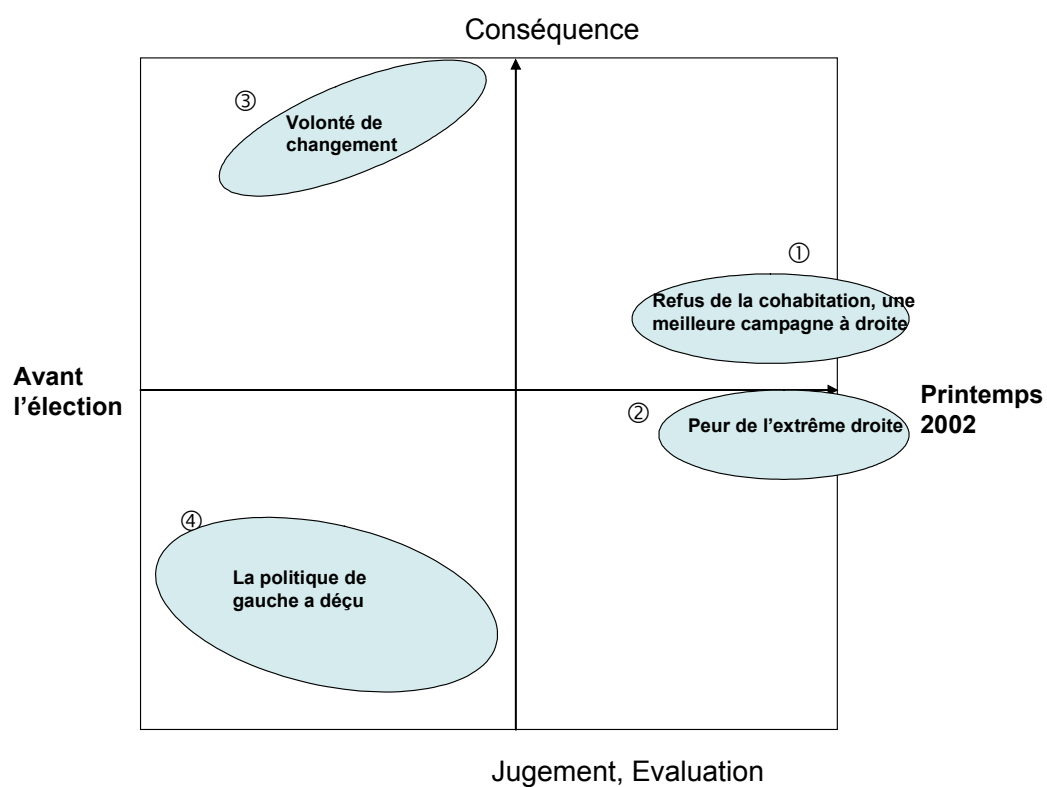 Conséquence
③
Volonté de
changement
①
Refus de la cohabitation, une
meilleure campagne à droite
Avant
l’élection
Printemps
2002
②
Peur de l’extrême droite
④
La politique de
gauche a déçu
Jugement, Evaluation